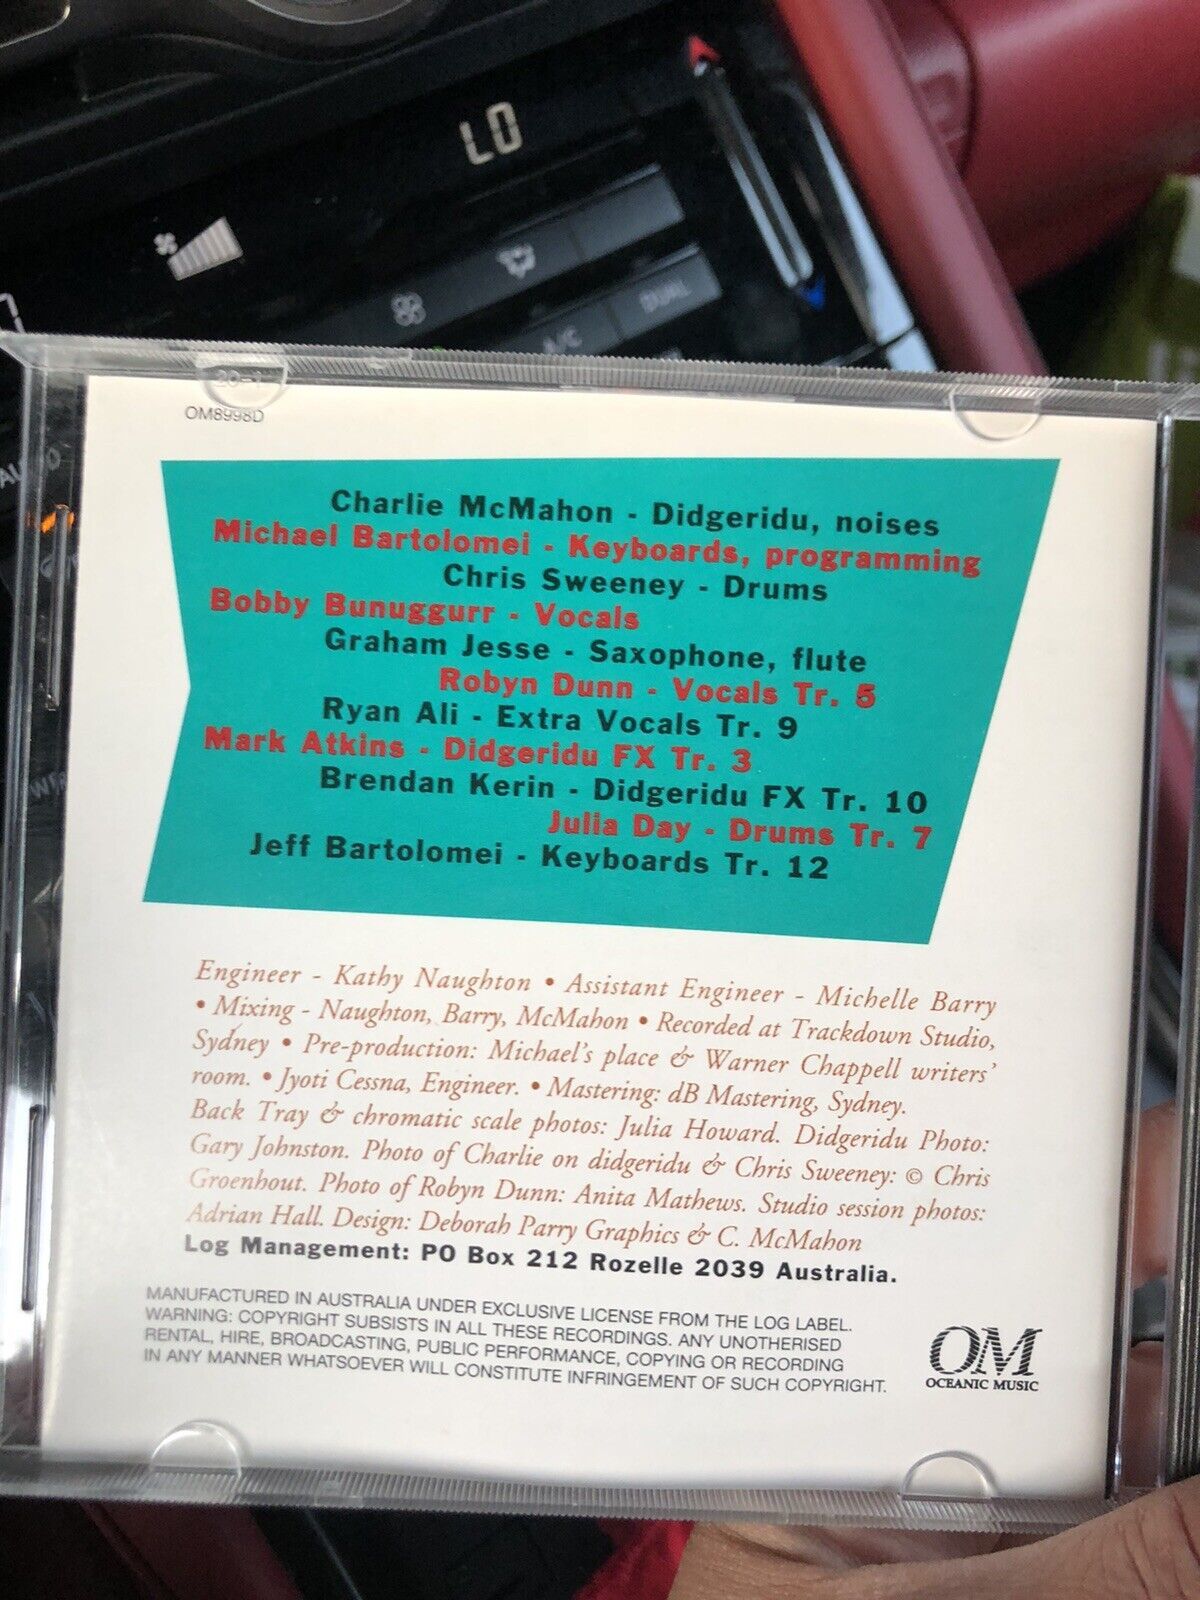 LO
DUAL
A/C
OM8998D
Charlie McMahon - Didgeridu, noises
Michael Bartolomei - Keyboards, programming
Chris Sweeney - Drums
Bobby Bunuggurr - Vocals
Graham Jesse - Saxophone, flute
Robyn Dunn - Vocals Tr. 5
Ryan Ali - Extra Vocals Tr. 9
Mark Atkins - Didgeridu FX Tr. 3
Brendan Kerin - Didgeridu FX Tr. 10
Julia Day - Drums Tr. 7
Jeff Bartolomei - Keyboards Tr. 12
Engineer - Kathy Naughton • Assistant Engineer - Michelle Barry
• Mixing - Naughton, Barry, McMahon • Recorded at Trackdown Studio,
Sydney • Pre-production: Michael's place & Warner Chappell writers'
room. • Jyoti Cessna, Engineer. • Mastering: dB Mastering, Sydney.
Back Tray & chromatic scale photos: Julia Howard. Didgeridu Photo:
Gary Johnston. Photo of Charlie on didgeridu & Chris Sweeney: © Chris
Groenhout. Photo of Robyn Dunn: Anita Mathews. Studio session photos:
Adrian Hall. Design: Deborah Parry Graphics & C. McMahon
Log Management: PO Box 212 Rozelle 2039 Australia.
MANUFACTURED IN AUSTRALIA UNDER EXCLUSIVE LICENSE FROM THE LOG LABEL.
WARNING: COPYRIGHT SUBSISTS IN ALL THESE RECORDINGS. ANY UNOTHERISED
RENTAL, HIRE, BROADCASTING, PUBLIC PERFORMANCE, COPYING OR RECORDING
IN ANY MANNER WHATSOEVER WILL CONSTITUTE INFRINGEMENT OF SUCH COPYRIGHT.
OM
OCEANIC MUSIC